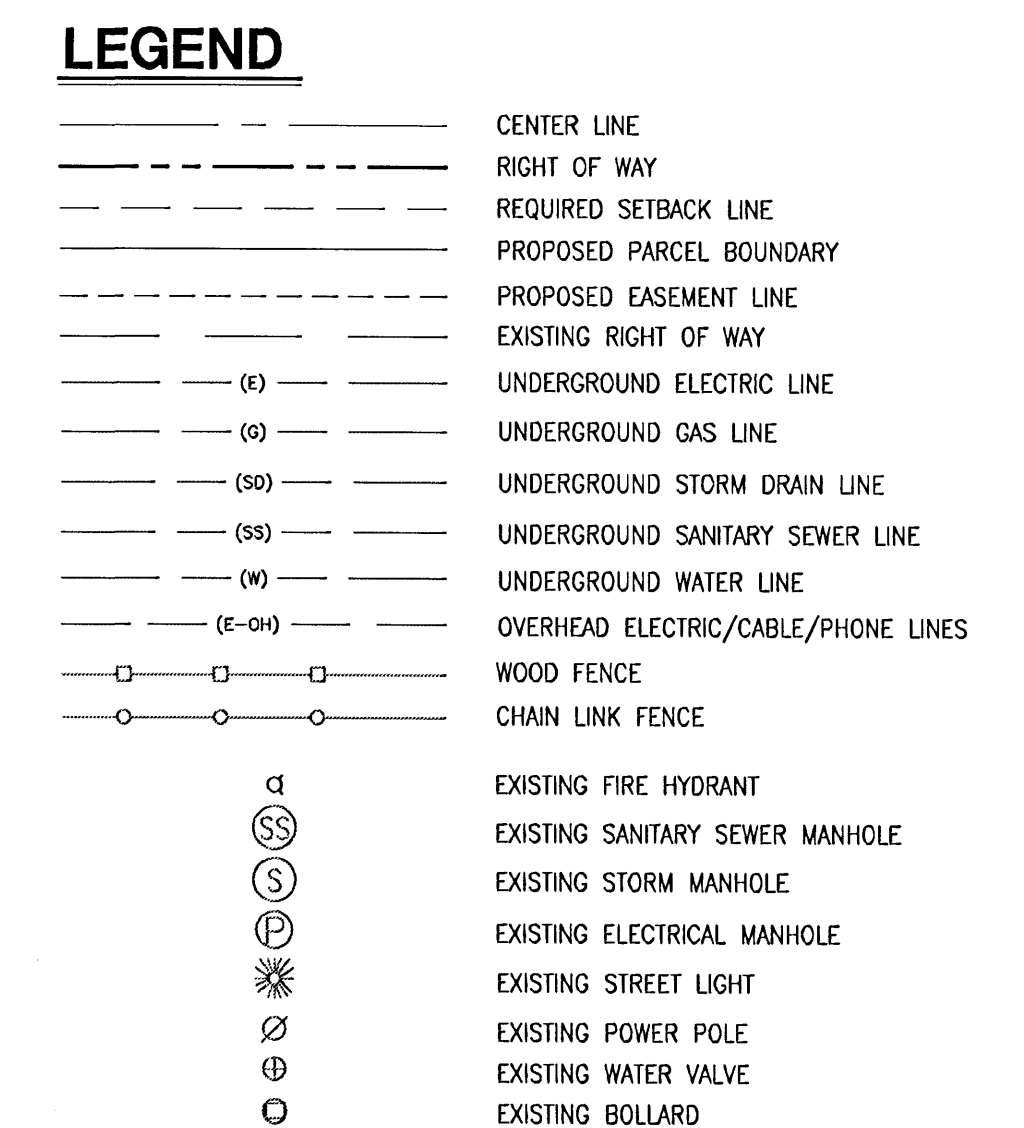 LEGEND
CENTER LINE
RIGHT OF WAY
REQUIRED SETBACK LINE
PROPOSED PARCEL BOUNDARY
PROPOSED EASEMENT LINE
EXISTING RIGHT OF WAY
(E) UNDERGROUND ELECTRIC LINE
(G) UNDERGROUND GAS LINE
(SD) UNDERGROUND STORM DRAIN LINE
(SS) UNDERGROUND SANITARY SEWER LINE
(W) UNDERGROUND WATER LINE
(E-OH) OVERHEAD ELECTRIC/CABLE/PHONE LINES
WOOD FENCE
CHAIN LINK FENCE
EXISTING FIRE HYDRANT
SS EXISTING SANITARY SEWER MANHOLE
S EXISTING STORM MANHOLE
P EXISTING ELECTRICAL MANHOLE
EXISTING STREET LIGHT
EXISTING POWER POLE
EXISTING WATER VALVE
EXISTING BOLLARD